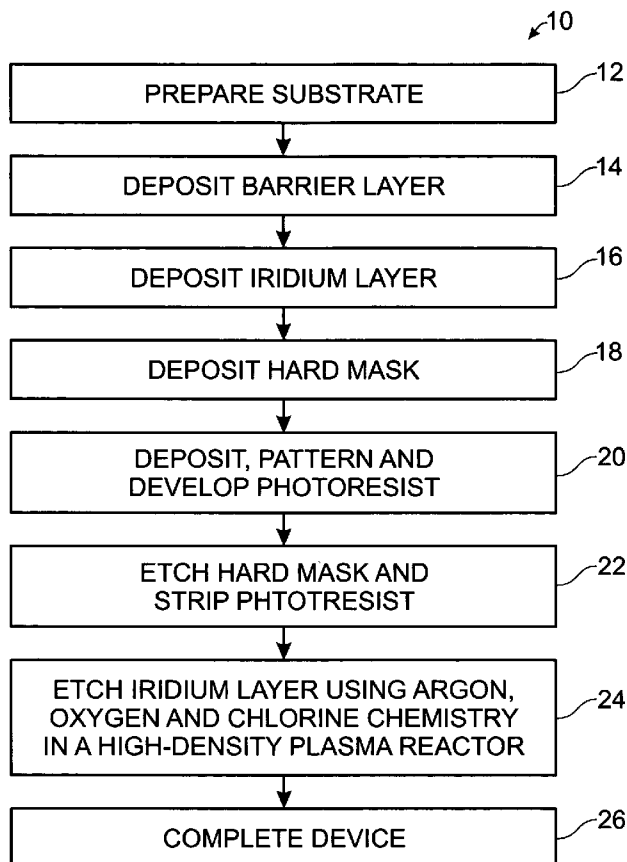 10
PREPARE SUBSTRATE
12
DEPOSIT BARRIER LAYER
14
DEPOSIT IRIDIUM LAYER
16
DEPOSIT HARD MASK
18
DEPOSIT, PATTERN AND
DEVELOP PHOTORESIST
20
ETCH HARD MASK AND
STRIP PHTOTRESIST
22
ETCH IRIDIUM LAYER USING ARGON,
OXYGEN AND CHLORINE CHEMISTRY
IN A HIGH-DENSITY PLASMA REACTOR
24
COMPLETE DEVICE
26